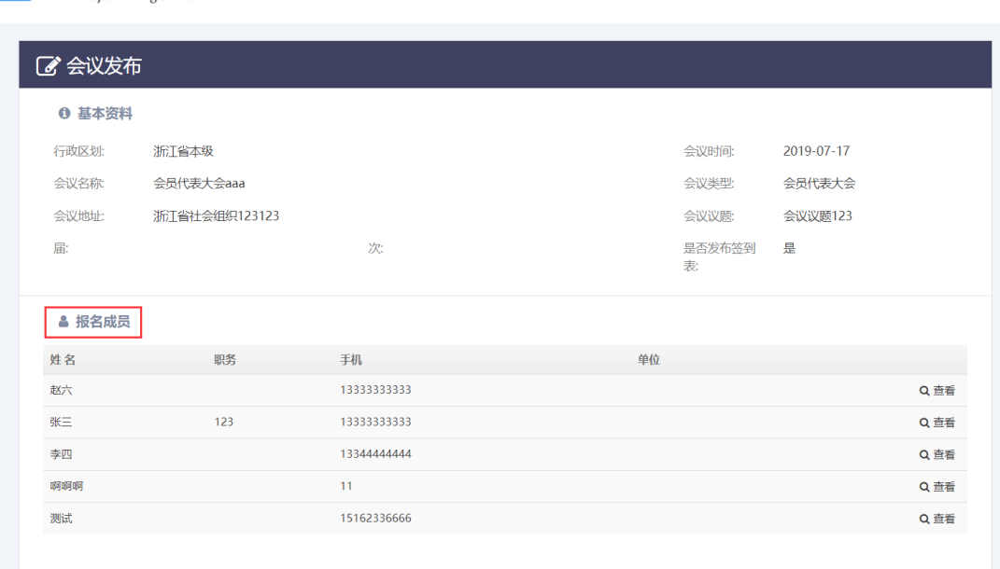 会议发布
基本资料
行政区划: 浙江省本级 会议时间: 2019-07-17
会议名称: 会员代表大会aaa 会议类型: 会员代表大会
会议地址: 浙江省社会组织123123 会议议题: 会议议题123
届: 次: 是否发布签到表: 是
报名成员
姓名 职务 手机 单位
赵六 13333333333 查看
张三 123 13333333333 查看
李四 13344444444 查看
啊啊啊 11 查看
测试 15162336666 查看